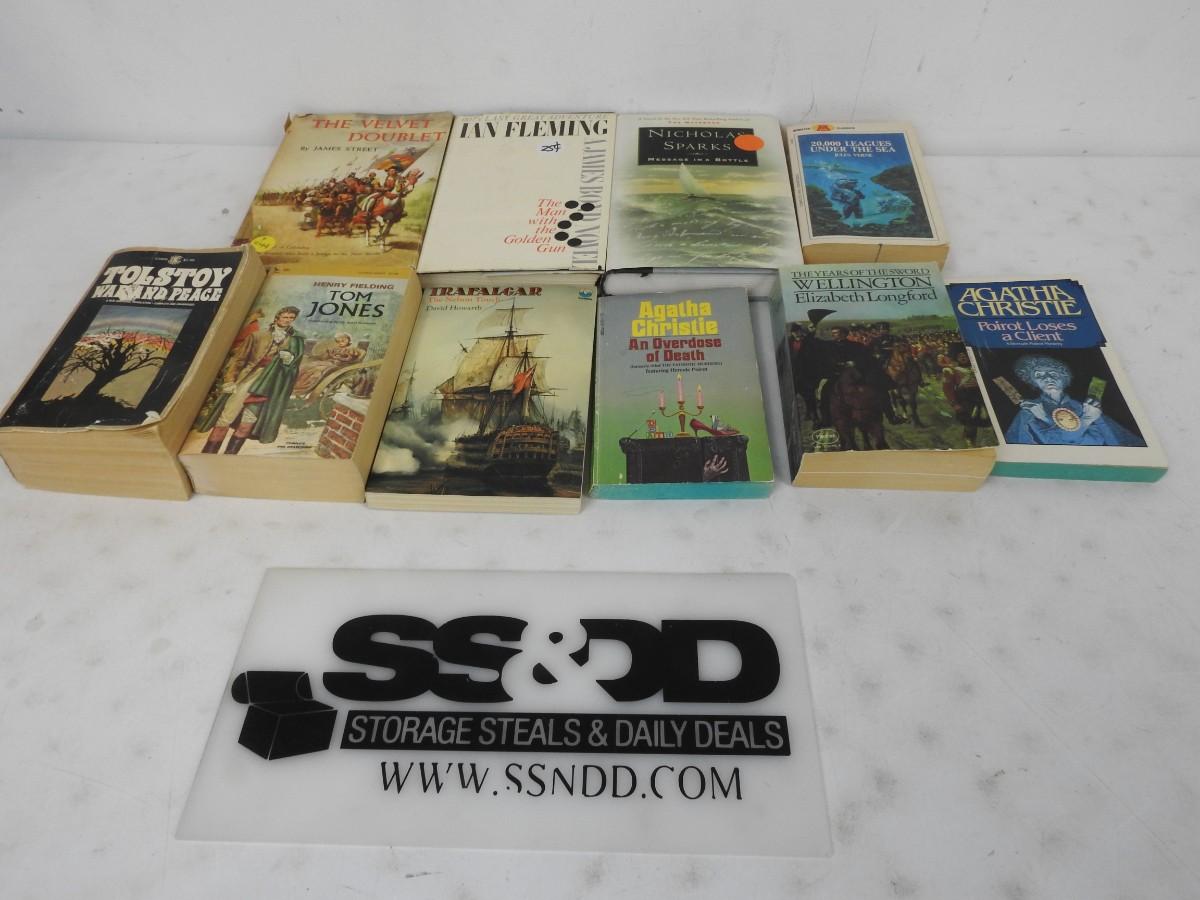 THE VELVET
DOUBLET
By JAMES STREET
IAN FLEMING
25¢
A JAMES BOND NOVEL
The
Man
with
the
Golden
Gun
NICHOLAS
SPARKS
MESSAGE IN A BOTTLE
20,000 LEAGUES
UNDER THE SEA
JULES VERNE
TOLSTOY
WAR AND PEACE
HENRY FIELDING
TOM
JONES
TRAFALGAR
The Nelson Touch
David Howarth
Agatha
Christie
An Overdose
of Death
featuring Hercule Poirot
THE YEARS OF THE SWORD
WELLINGTON
Elizabeth Longford
AGATHA
CHRISTIE
Poirot Loses
a Client
SS&DD
STORAGE STEALS & DAILY DEALS
WWW.SSNDD.COM